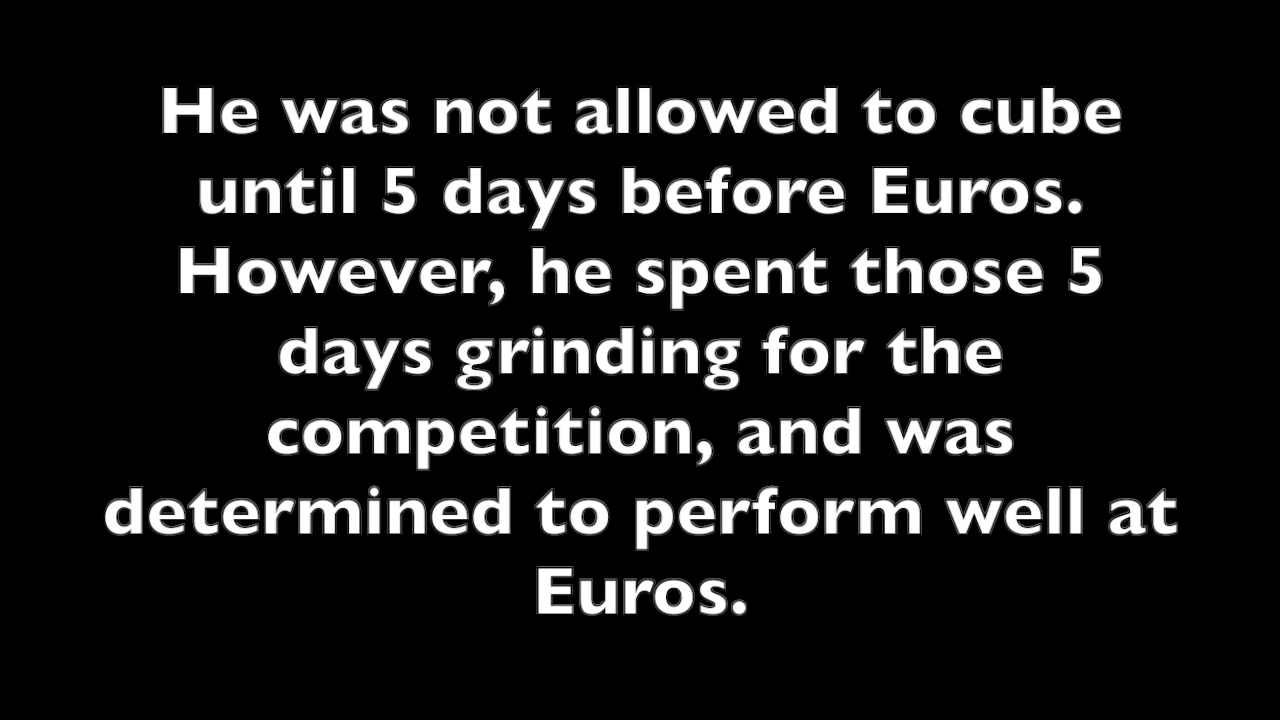 He was not allowed to cube
until 5 days before Euros.
However, he spent those 5
days grinding for the
competition, and was
determined to perform well at
Euros.